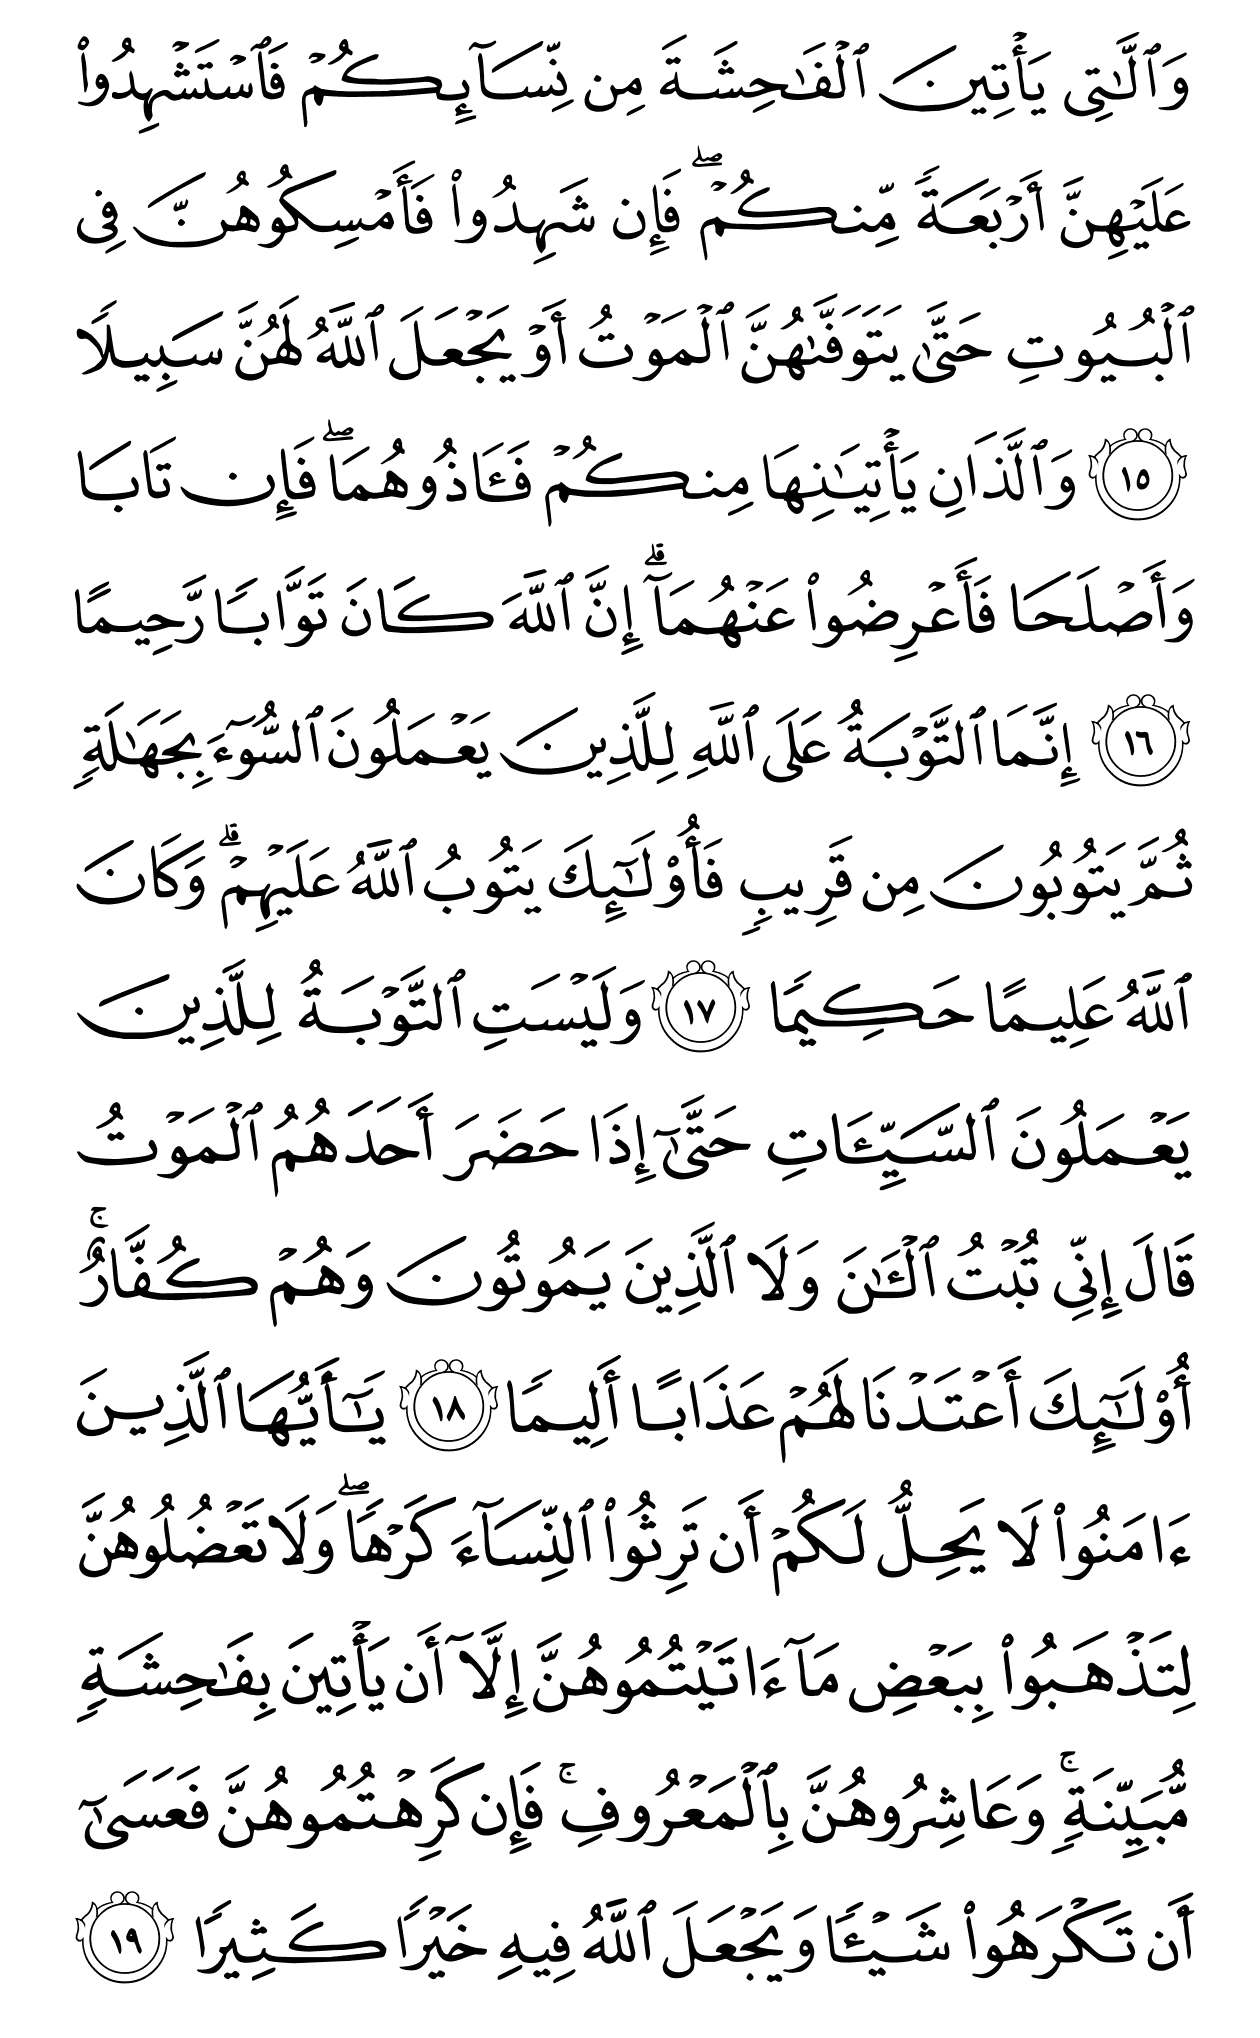 وَٱلَّٰتِي يَأۡتِينَ ٱلۡفَٰحِشَةَ مِن نِّسَآئِكُمۡ فَٱسۡتَشۡهِدُواْ
عَلَيۡهِنَّ أَرۡبَعَةٗ مِّنكُمۡۖ فَإِن شَهِدُواْ فَأَمۡسِكُوهُنَّ فِي
ٱلۡبُيُوتِ حَتَّىٰ يَتَوَفَّىٰهُنَّ ٱلۡمَوۡتُ أَوۡ يَجۡعَلَ ٱللَّهُ لَهُنَّ سَبِيلٗا
١٥ وَٱلَّذَانِ يَأۡتِيَٰنِهَا مِنكُمۡ فَـَٔاذُوهُمَاۖ فَإِن تَابَا
وَأَصۡلَحَا فَأَعۡرِضُواْ عَنۡهُمَآۗ إِنَّ ٱللَّهَ كَانَ تَوَّابٗا رَّحِيمًا
١٦ إِنَّمَا ٱلتَّوۡبَةُ عَلَى ٱللَّهِ لِلَّذِينَ يَعۡمَلُونَ ٱلسُّوٓءَ بِجَهَٰلَةٖ
ثُمَّ يَتُوبُونَ مِن قَرِيبٖ فَأُوْلَٰٓئِكَ يَتُوبُ ٱللَّهُ عَلَيۡهِمۡۗ وَكَانَ
ٱللَّهُ عَلِيمًا حَكِيمٗا ١٧ وَلَيۡسَتِ ٱلتَّوۡبَةُ لِلَّذِينَ
يَعۡمَلُونَ ٱلسَّيِّـَٔاتِ حَتَّىٰٓ إِذَا حَضَرَ أَحَدَهُمُ ٱلۡمَوۡتُ
قَالَ إِنِّي تُبۡتُ ٱلۡـَٰٔنَ وَلَا ٱلَّذِينَ يَمُوتُونَ وَهُمۡ كُفَّارٌۚ
أُوْلَٰٓئِكَ أَعۡتَدۡنَا لَهُمۡ عَذَابًا أَلِيمٗا ١٨ يَٰٓأَيُّهَا ٱلَّذِينَ
ءَامَنُواْ لَا يَحِلُّ لَكُمۡ أَن تَرِثُواْ ٱلنِّسَآءَ كَرۡهٗاۖ وَلَا تَعۡضُلُوهُنَّ
لِتَذۡهَبُواْ بِبَعۡضِ مَآ ءَاتَيۡتُمُوهُنَّ إِلَّآ أَن يَأۡتِينَ بِفَٰحِشَةٖ
مُّبَيِّنَةٖۚ وَعَاشِرُوهُنَّ بِٱلۡمَعۡرُوفِۚ فَإِن كَرِهۡتُمُوهُنَّ فَعَسَىٰٓ
أَن تَكۡرَهُواْ شَيۡـٔٗا وَيَجۡعَلَ ٱللَّهُ فِيهِ خَيۡرٗا كَثِيرٗا ١٩